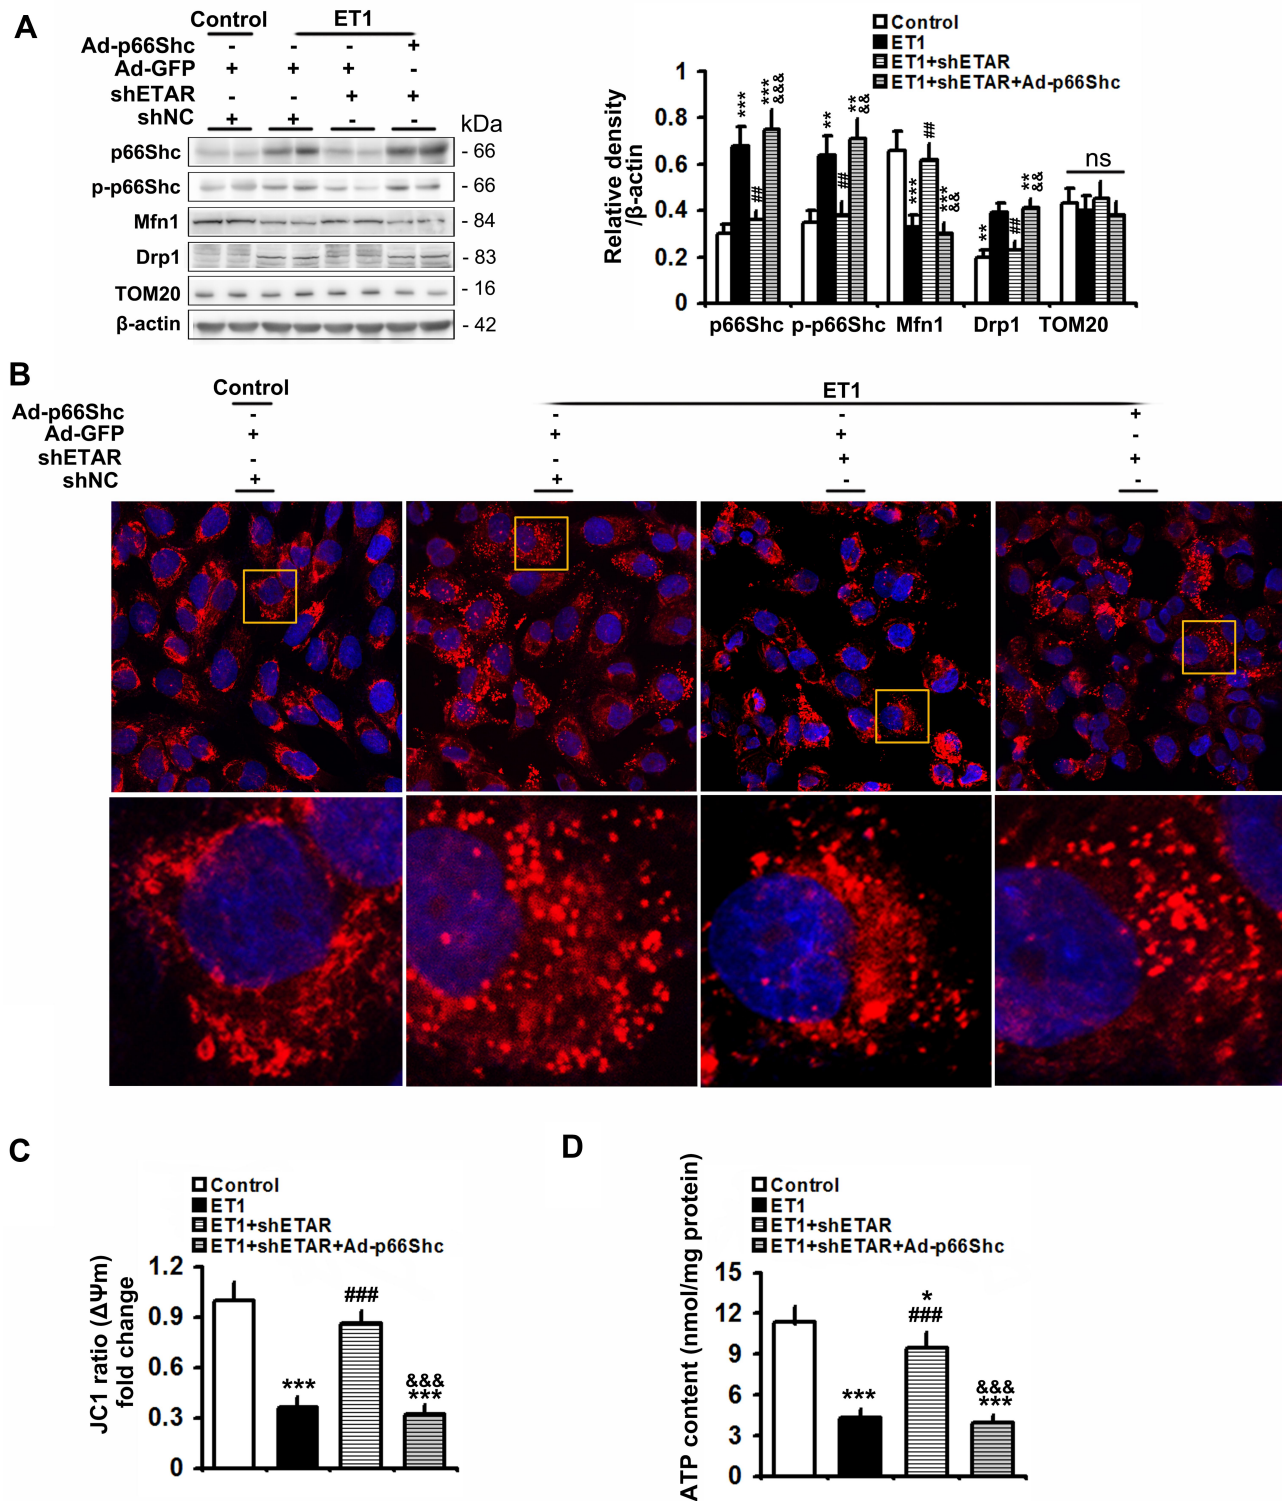 A
Control ET1
Ad-p66Shc - - - +
Ad-GFP + + + -
shETAR - - + +
shNC + + - -
kDa
p66Shc - 66
p-p66Shc - 66
Mfn1 - 84
Drp1 - 83
TOM20 - 16
β-actin - 42
Control
ET1
ET1+shETAR
ET1+shETAR+Ad-p66Shc
Relative density
/β-actin
1
0.8
0.6
0.4
0.2
0
*** ## *** &&&
** ## ** &&
*** ## *** &&
** ## ** &&
ns
p66Shc p-p66Shc Mfn1 Drp1 TOM20
B
Control ET1
Ad-p66Shc - - - +
Ad-GFP + + + -
shETAR - - + +
shNC + + - -
C
Control
ET1
ET1+shETAR
ET1+shETAR+Ad-p66Shc
JC1 ratio (ΔΨm)
fold change
1.2
0.9
0.6
0.3
0
***
###
&&&
***
D
Control
ET1
ET1+shETAR
ET1+shETAR+Ad-p66Shc
ATP content (nmol/mg protein)
15
12
9
6
3
0
***
*
###
&&&
***